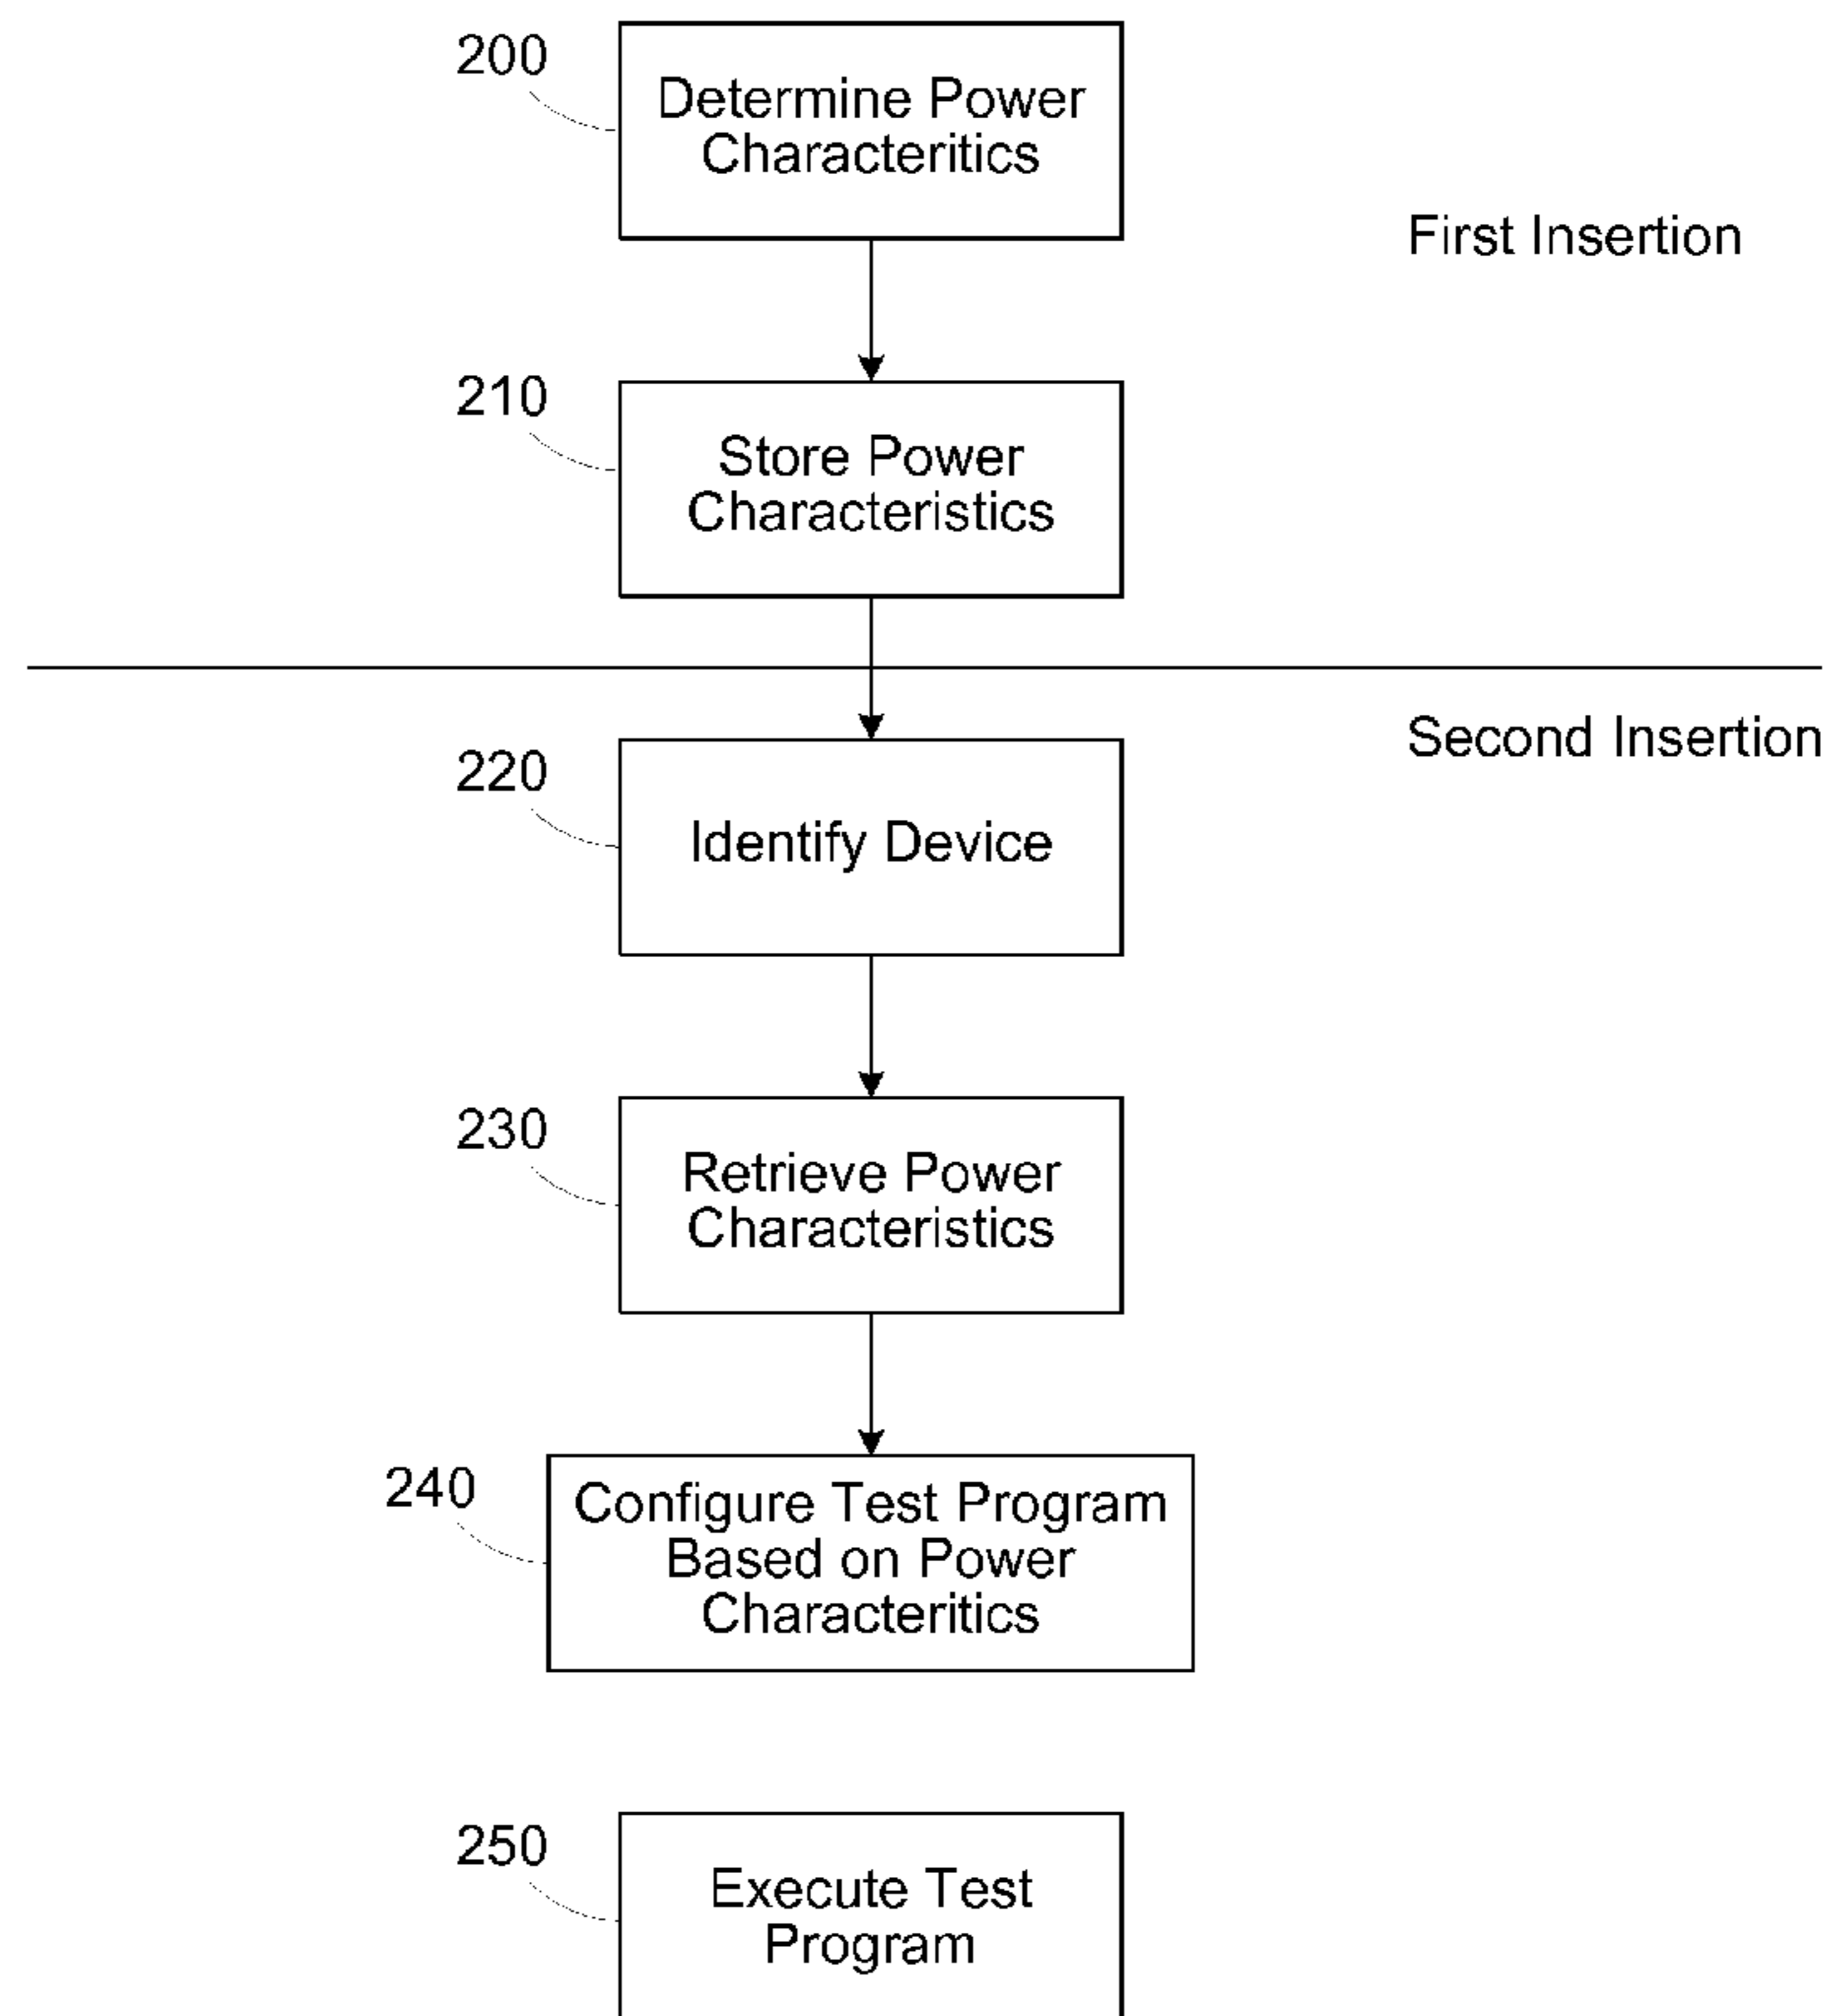 200
Determine Power
Characteritics
First Insertion
210
Store Power
Characteristics
Second Insertion
220
Identify Device
230
Retrieve Power
Characteristics
240
Configure Test Program
Based on Power
Characteritics
250
Execute Test
Program